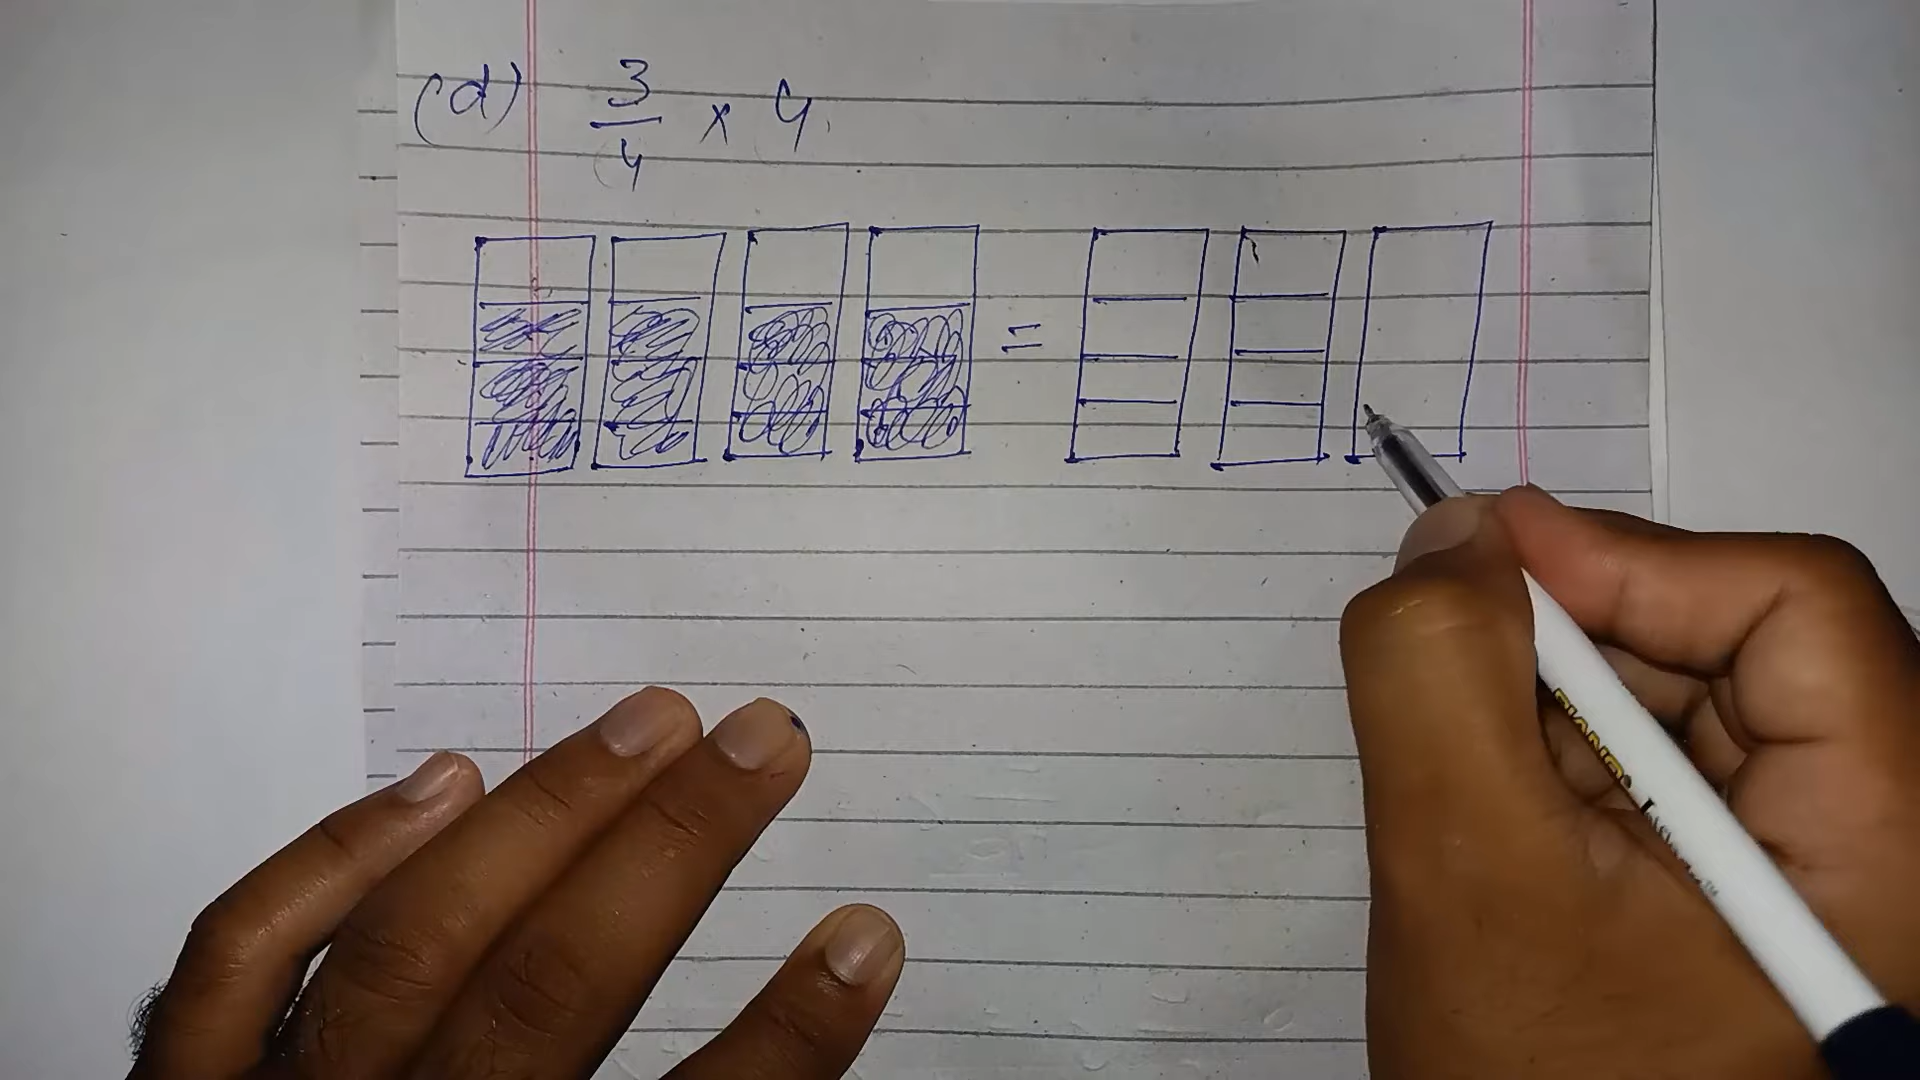 (d) 3/4 × 4
=